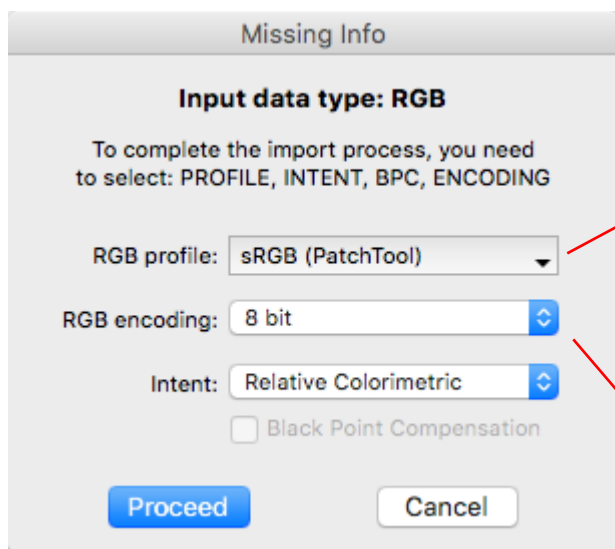 Missing Info
Input data type: RGB
To complete the import process, you need
to select: PROFILE, INTENT, BPC, ENCODING
RGB profile: sRGB (PatchTool)
RGB encoding: 8 bit
Intent: Relative Colorimetric
Black Point Compensation
Proceed Cancel